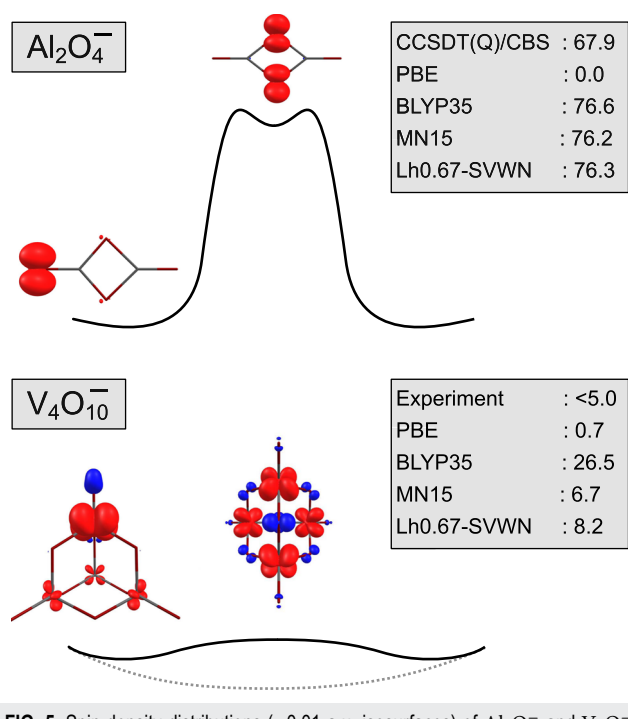 Al₂O₄⁻
CCSDT(Q)/CBS : 67.9
PBE : 0.0
BLYP35 : 76.6
MN15 : 76.2
Lh0.67-SVWN : 76.3
V₄O₁₀⁻
Experiment : <5.0
PBE : 0.7
BLYP35 : 26.5
MN15 : 6.7
Lh0.67-SVWN : 8.2